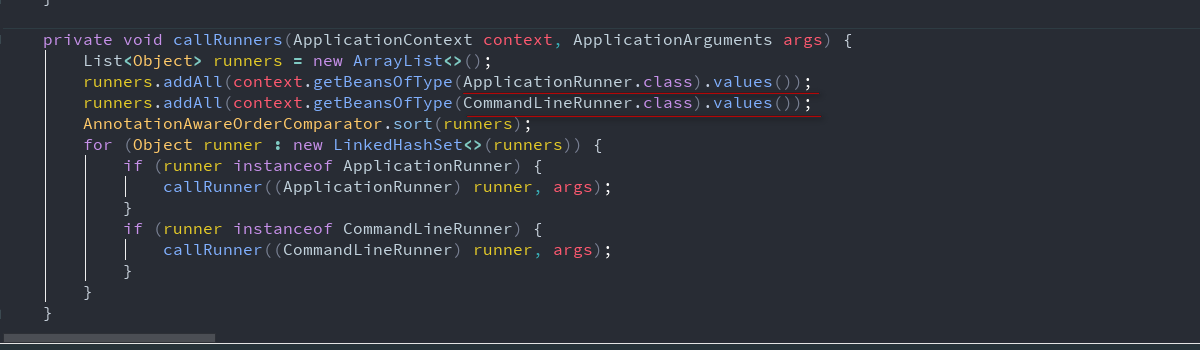 }
private void callRunners(ApplicationContext context, ApplicationArguments args) {
    List<Object> runners = new ArrayList<>();
    runners.addAll(context.getBeansOfType(ApplicationRunner.class).values());
    runners.addAll(context.getBeansOfType(CommandLineRunner.class).values());
    AnnotationAwareOrderComparator.sort(runners);
    for (Object runner : new LinkedHashSet<>(runners)) {
        if (runner instanceof ApplicationRunner) {
            callRunner((ApplicationRunner) runner, args);
        }
        if (runner instanceof CommandLineRunner) {
            callRunner((CommandLineRunner) runner, args);
        }
    }
}